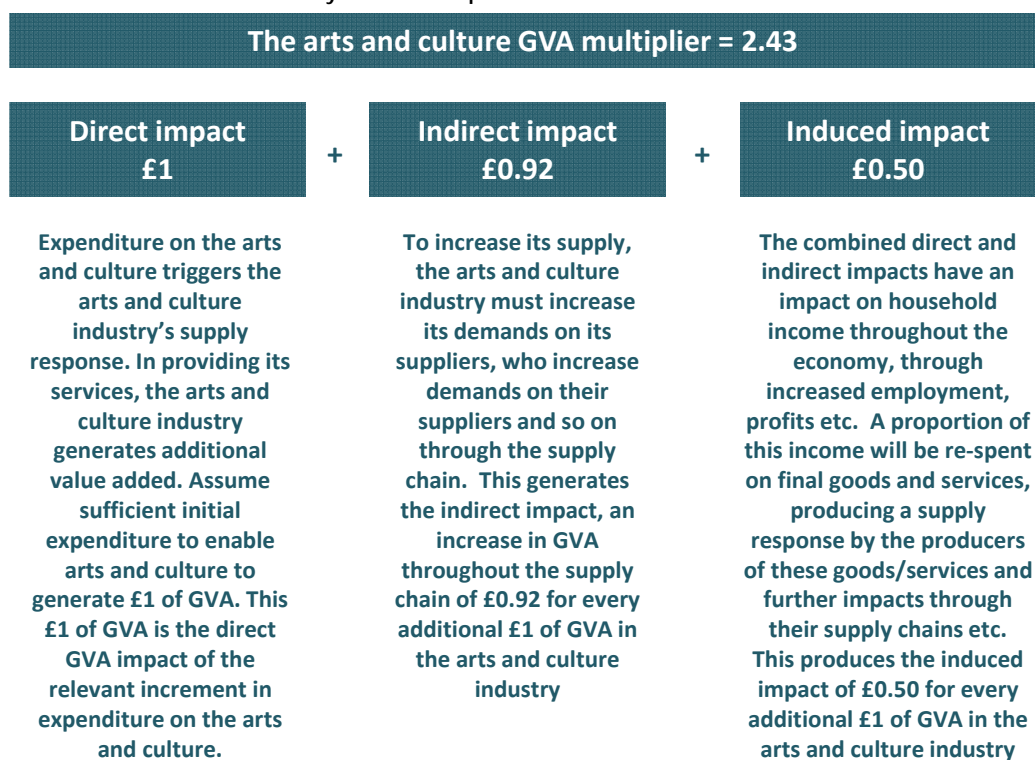 The arts and culture GVA multiplier = 2.43
Direct impact
£1
+
Indirect impact
£0.92
+
Induced impact
£0.50
Expenditure on the arts
and culture triggers the
arts and culture
industry’s supply
response. In providing its
services, the arts and
culture industry
generates additional
value added. Assume
sufficient initial
expenditure to enable
arts and culture to
generate £1 of GVA. This
£1 of GVA is the direct
GVA impact of the
relevant increment in
expenditure on the arts
and culture.
To increase its supply,
the arts and culture
industry must increase
its demands on its
suppliers, who increase
demands on their
suppliers and so on
through the supply
chain.  This generates
the indirect impact, an
increase in GVA
throughout the supply
chain of £0.92 for every
additional £1 of GVA in
the arts and culture
industry
The combined direct and
indirect impacts have an
impact on household
income throughout the
economy, through
increased employment,
profits etc.  A proportion of
this income will be re-spent
on final goods and services,
producing a supply
response by the producers
of these goods/services and
further impacts through
their supply chains etc.
This produces the induced
impact of £0.50 for every
additional £1 of GVA in the
arts and culture industry